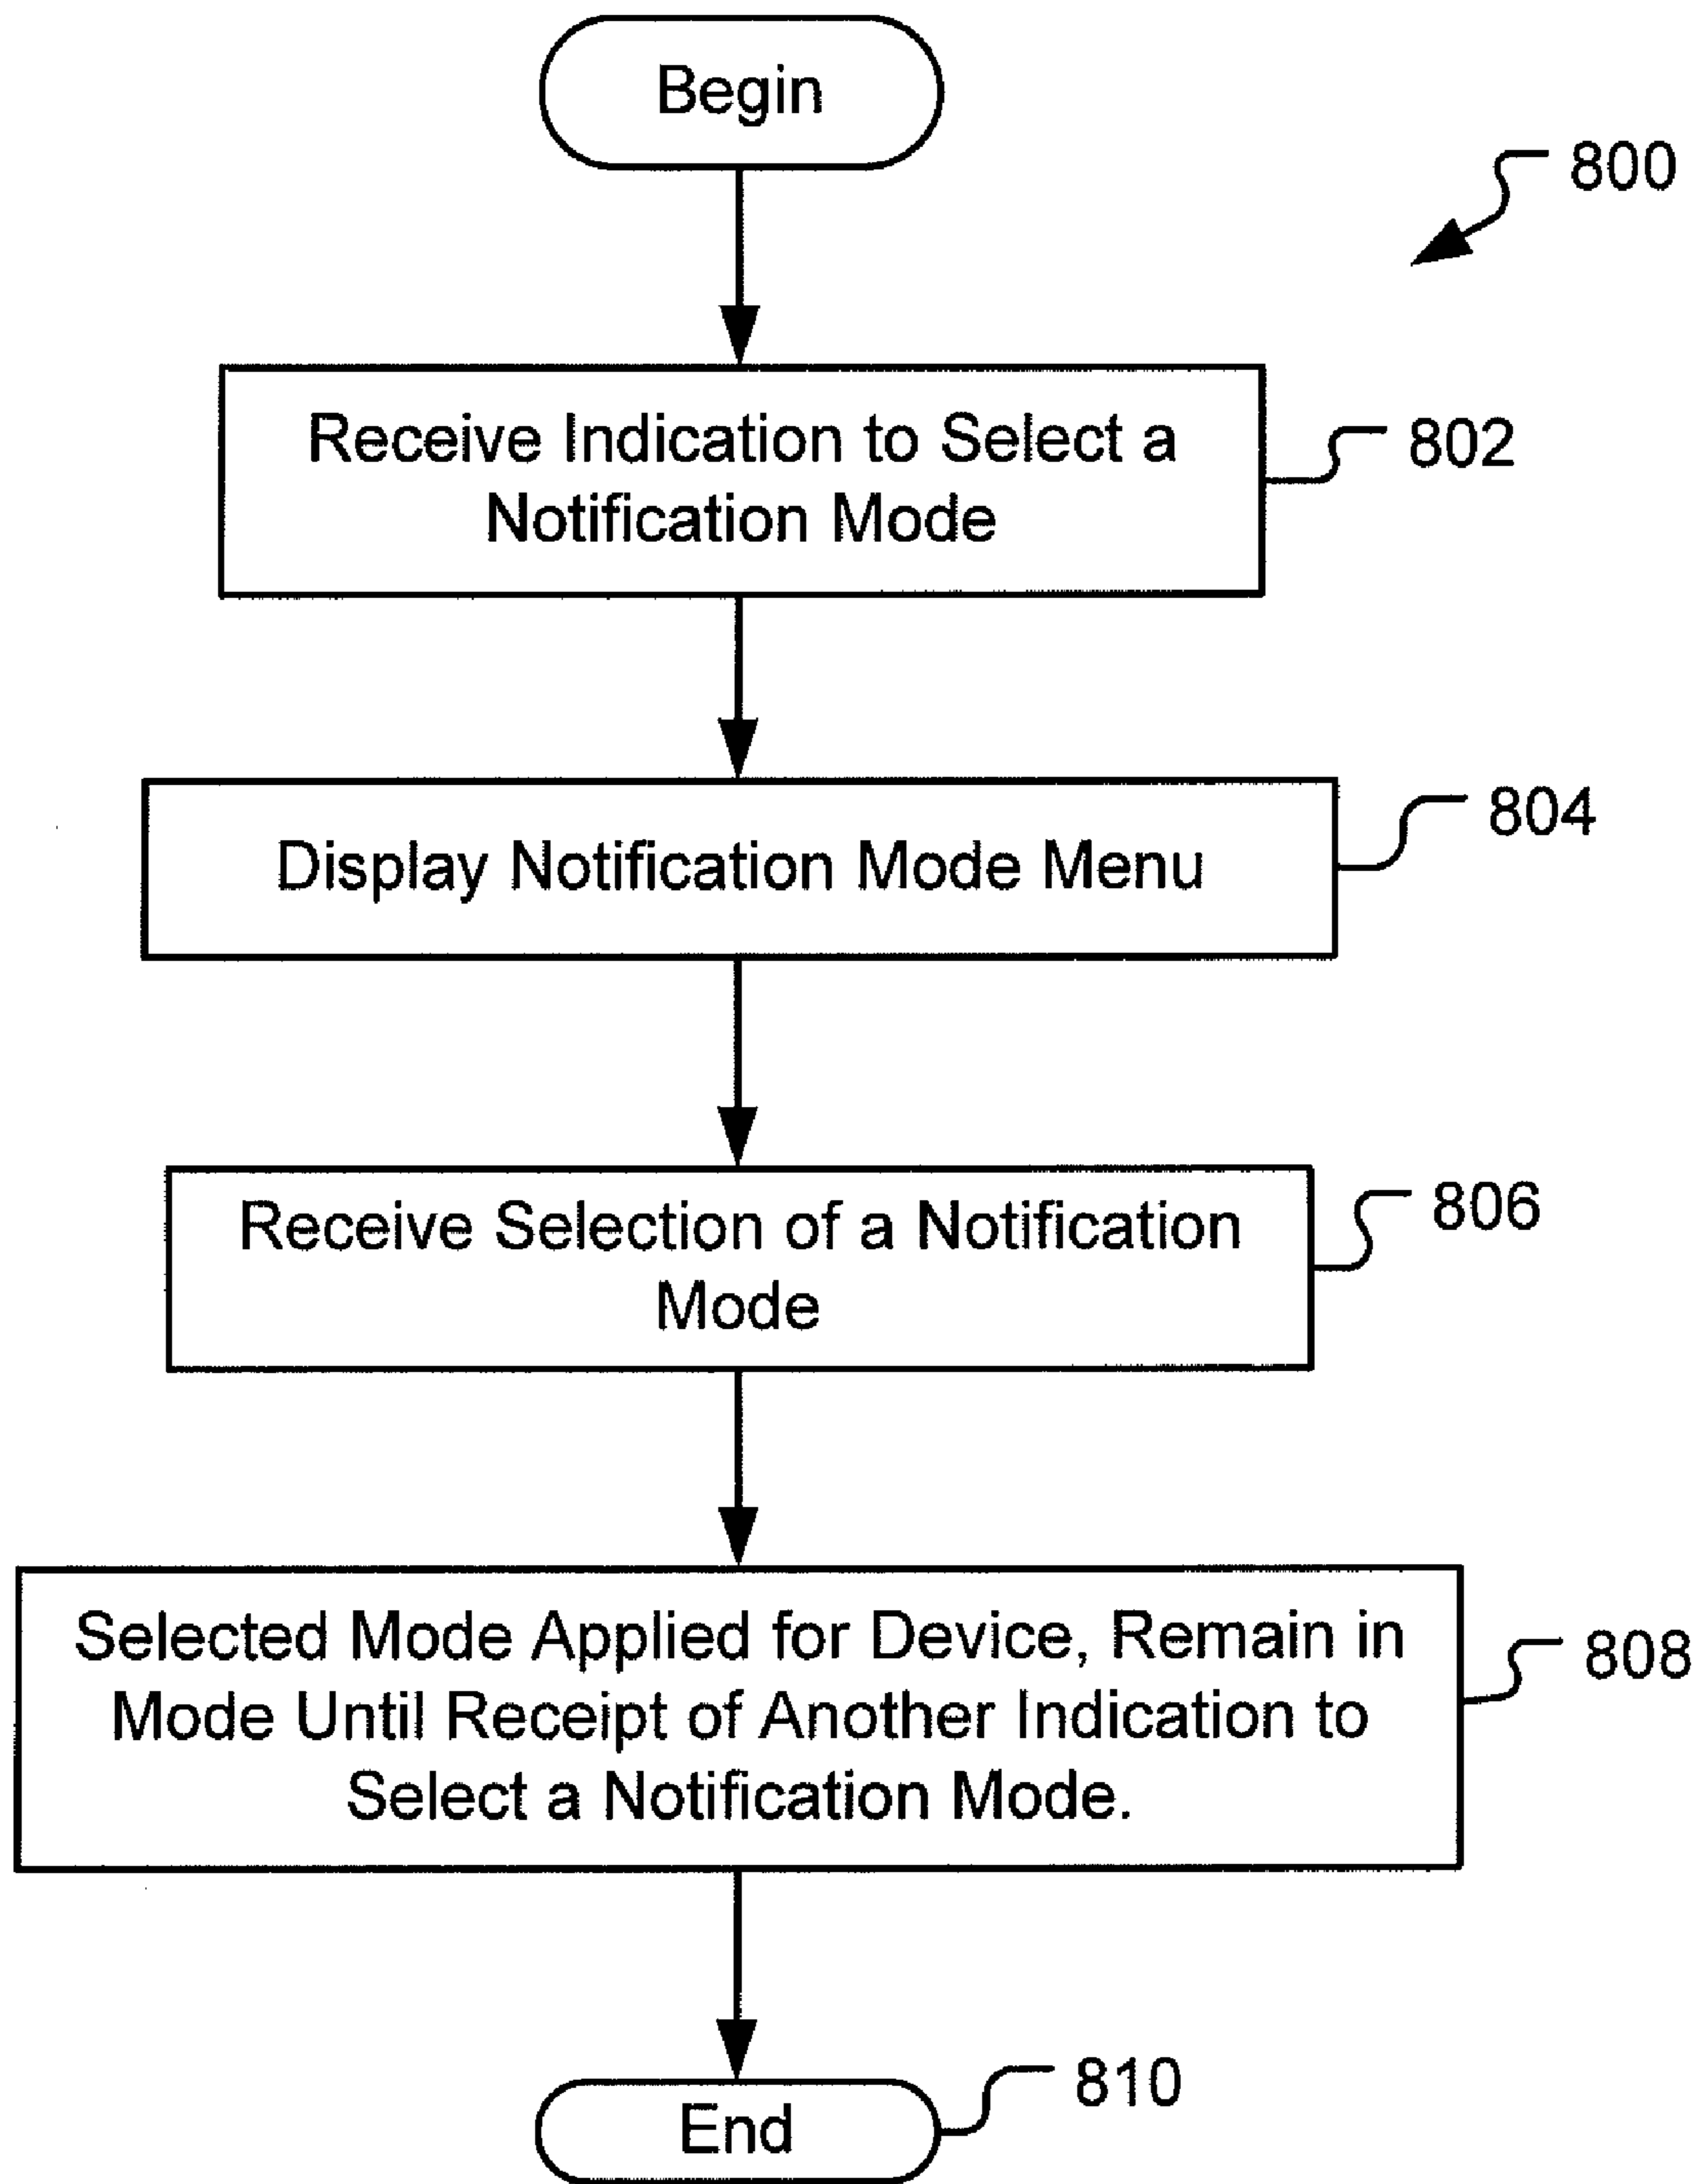 Begin
800
Receive Indication to Select a
Notification Mode
802
Display Notification Mode Menu
804
Receive Selection of a Notification
Mode
806
Selected Mode Applied for Device, Remain in
Mode Until Receipt of Another Indication to
Select a Notification Mode.
808
End
810